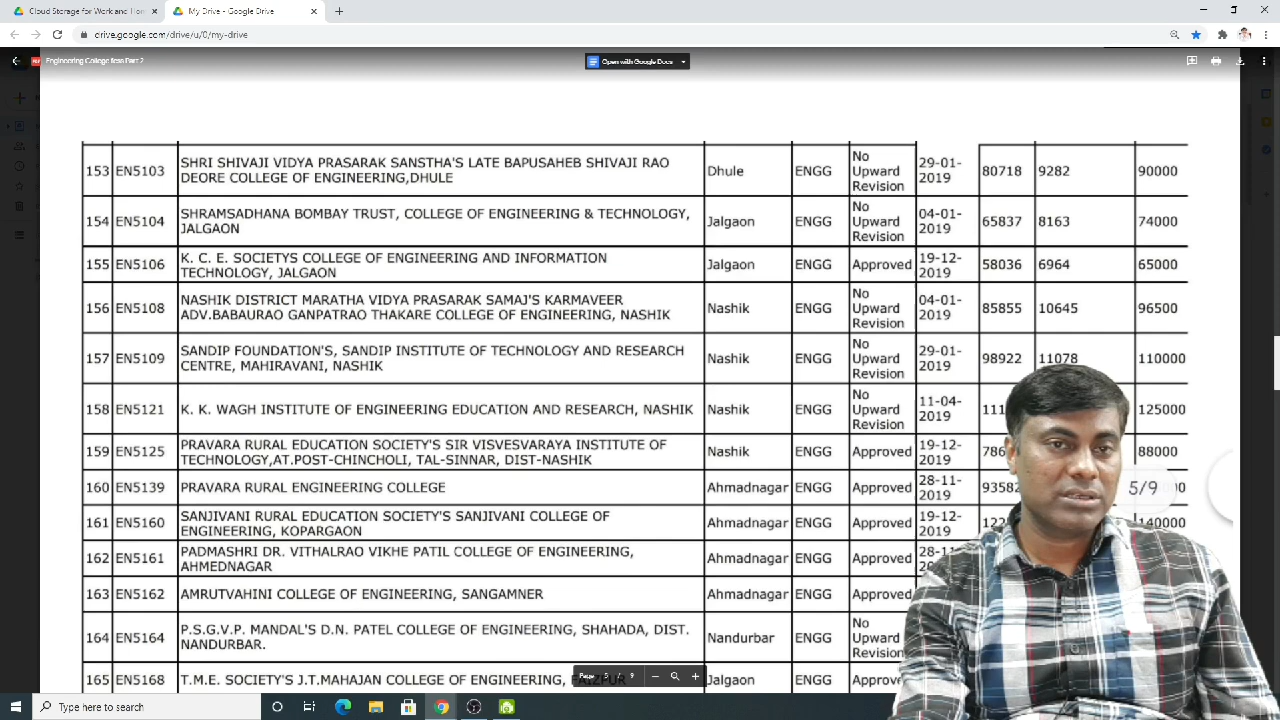 Cloud Storage for Work and Hom
My Drive - Google Drive
drive.google.com/drive/u/0/my-drive
Engineering College fess Part 2
Open with Google Docs
153 EN5103 SHRI SHIVAJI VIDYA PRASARAK SANSTHA'S LATE BAPUSAHEB SHIVAJI RAO DEORE COLLEGE OF ENGINEERING,DHULE Dhule ENGG No Upward Revision 29-01-2019 80718 9282 90000
154 EN5104 SHRAMSADHANA BOMBAY TRUST, COLLEGE OF ENGINEERING & TECHNOLOGY, JALGAON Jalgaon ENGG No Upward Revision 04-01-2019 65837 8163 74000
155 EN5106 K. C. E. SOCIETYS COLLEGE OF ENGINEERING AND INFORMATION TECHNOLOGY, JALGAON Jalgaon ENGG Approved 19-12-2019 58036 6964 65000
156 EN5108 NASHIK DISTRICT MARATHA VIDYA PRASARAK SAMAJ'S KARMAVEER ADV.BABAURAO GANPATRAO THAKARE COLLEGE OF ENGINEERING, NASHIK Nashik ENGG No Upward Revision 04-01-2019 85855 10645 96500
157 EN5109 SANDIP FOUNDATION'S, SANDIP INSTITUTE OF TECHNOLOGY AND RESEARCH CENTRE, MAHIRAVANI, NASHIK Nashik ENGG No Upward Revision 29-01-2019 98922 11078 110000
158 EN5121 K. K. WAGH INSTITUTE OF ENGINEERING EDUCATION AND RESEARCH, NASHIK Nashik ENGG No Upward Revision 11-04-2019 125000
159 EN5125 PRAVARA RURAL EDUCATION SOCIETY'S SIR VISVESVARAYA INSTITUTE OF TECHNOLOGY,AT.POST-CHINCHOLI, TAL-SINNAR, DIST-NASHIK Nashik ENGG Approved 19-12-2019 88000
160 EN5139 PRAVARA RURAL ENGINEERING COLLEGE Ahmadnagar ENGG Approved 28-11-2019 93582
5/9
161 EN5160 SANJIVANI RURAL EDUCATION SOCIETY'S SANJIVANI COLLEGE OF ENGINEERING, KOPARGAON Ahmadnagar ENGG Approved 19-12-2019 140000
162 EN5161 PADMASHRI DR. VITHALRAO VIKHE PATIL COLLEGE OF ENGINEERING, AHMEDNAGAR Ahmadnagar ENGG Approved
163 EN5162 AMRUTVAHINI COLLEGE OF ENGINEERING, SANGAMNER Ahmadnagar ENGG Approved
164 EN5164 P.S.G.V.P. MANDAL'S D.N. PATEL COLLEGE OF ENGINEERING, SHAHADA, DIST. NANDURBAR. Nandurbar ENGG No Upward Revision
165 EN5168 T.M.E. SOCIETY'S J.T.MAHAJAN COLLEGE OF ENGINEERING, FAIZPUR Jalgaon ENGG
Page 5 / 9
Type here to search